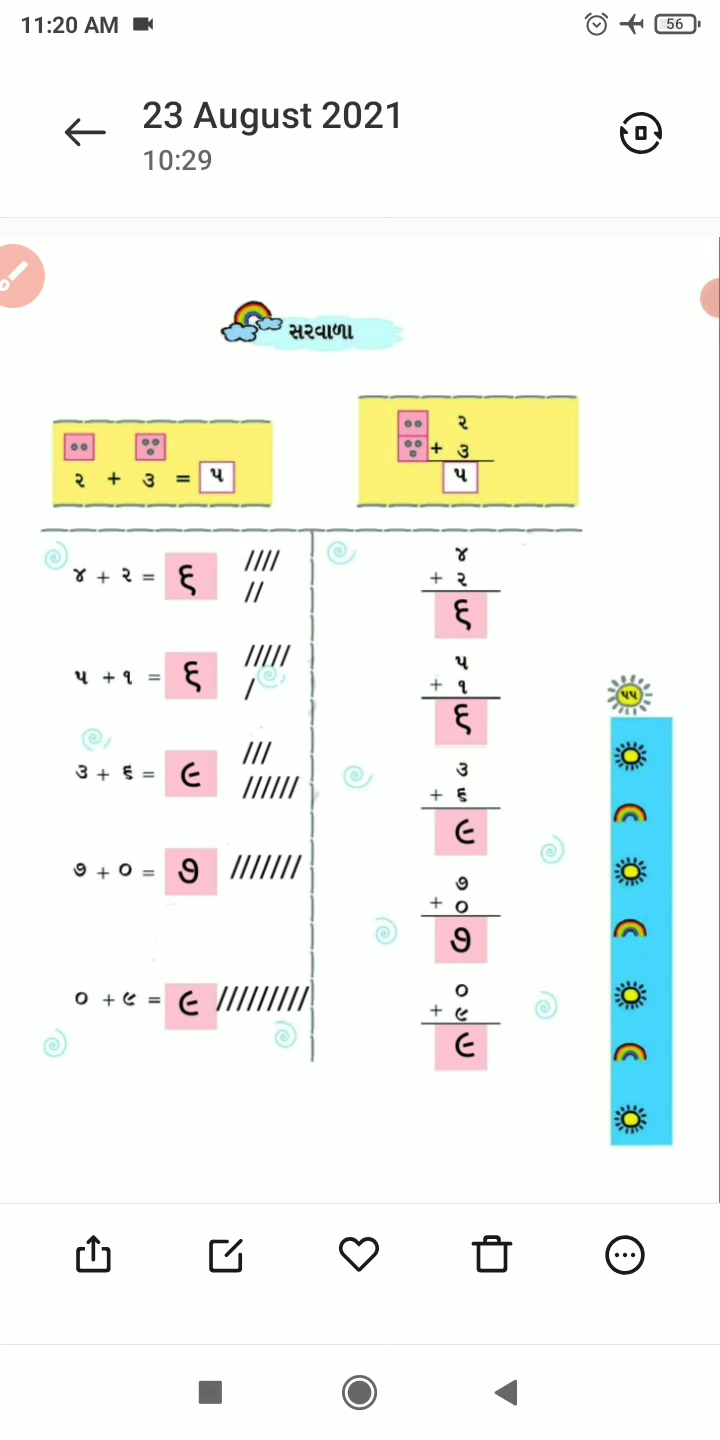 11:20 AM
56
23 August 2021
10:29
સરવાળા
૨ + ૩ = ૫
૨
+ ૩
૫
૪ + ૨ = ૬
૫ + ૧ = ૬
૩ + ૬ = ૯
૭ + ૦ = ૭
૦ + ૯ = ૯
૪
+ ૨
૬
૫
+ ૧
૬
૩
+ ૬
૯
૭
+ ૦
૭
૦
+ ૯
૯
૫૫